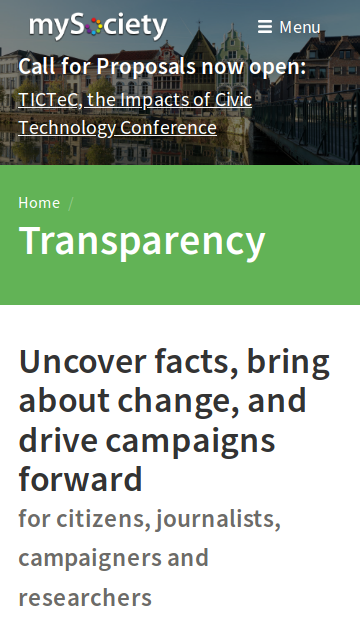 mySociety
Menu
Call for Proposals now open:
TICTeC, the Impacts of Civic
Technology Conference
Home /
Transparency
Uncover facts, bring
about change, and
drive campaigns
forward
for citizens, journalists,
campaigners and
researchers